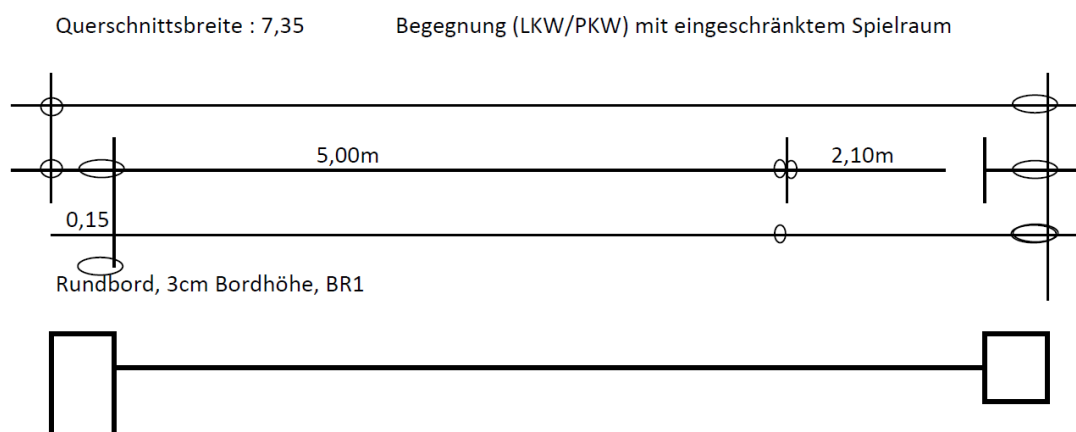 Querschnittsbreite : 7,35 Begegnung (LKW/PKW) mit eingeschränktem Spielraum
5,00m 2,10m
0,15
Rundbord, 3cm Bordhöhe, BR1